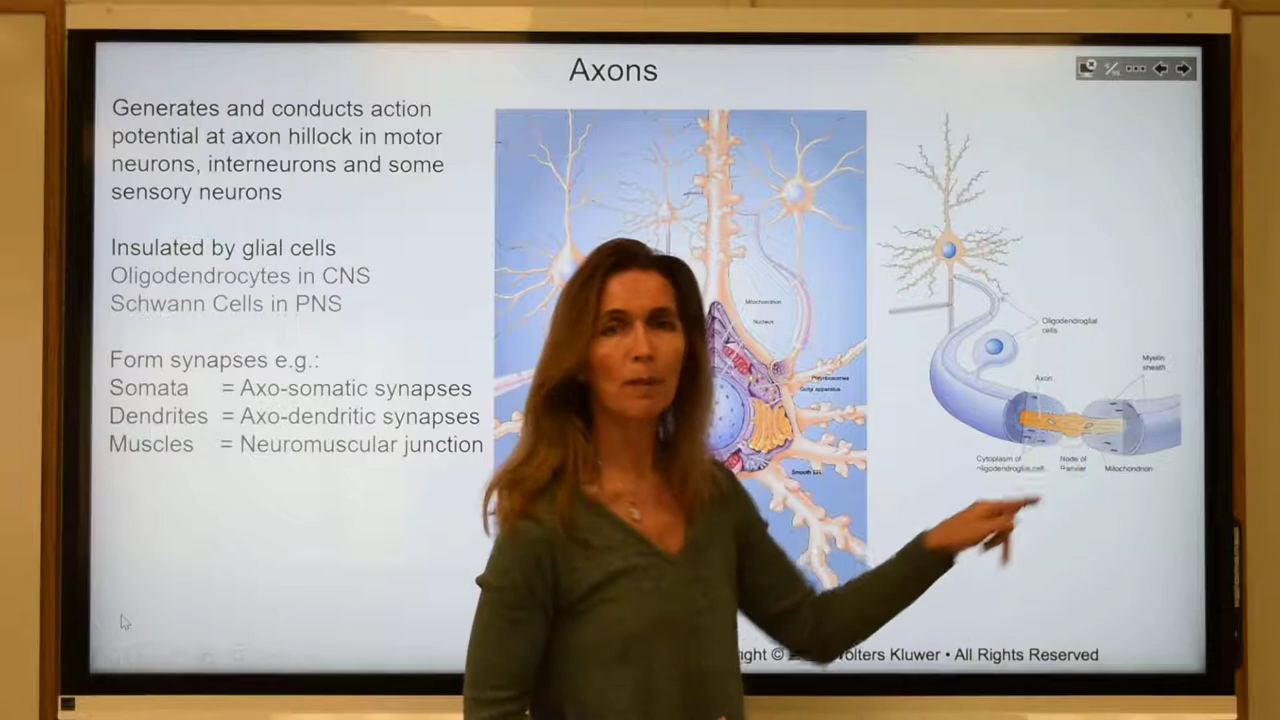 Axons
Generates and conducts action
potential at axon hillock in motor
neurons, interneurons and some
sensory neurons
Insulated by glial cells
Oligodendrocytes in CNS
Schwann Cells in PNS
Form synapses e.g.:
Somata = Axo-somatic synapses
Dendrites = Axo-dendritic synapses
Muscles = Neuromuscular junction
Mitochondrion
Nucleus
Golgi apparatus
Smooth
Oligodendroglial
cells
Myelin
sheath
Axon
Cytoplasm of
oligodendroglial cell
Node of
Ranvier
Mitochondrion
©
Wolters Kluwer • All Rights Reserved